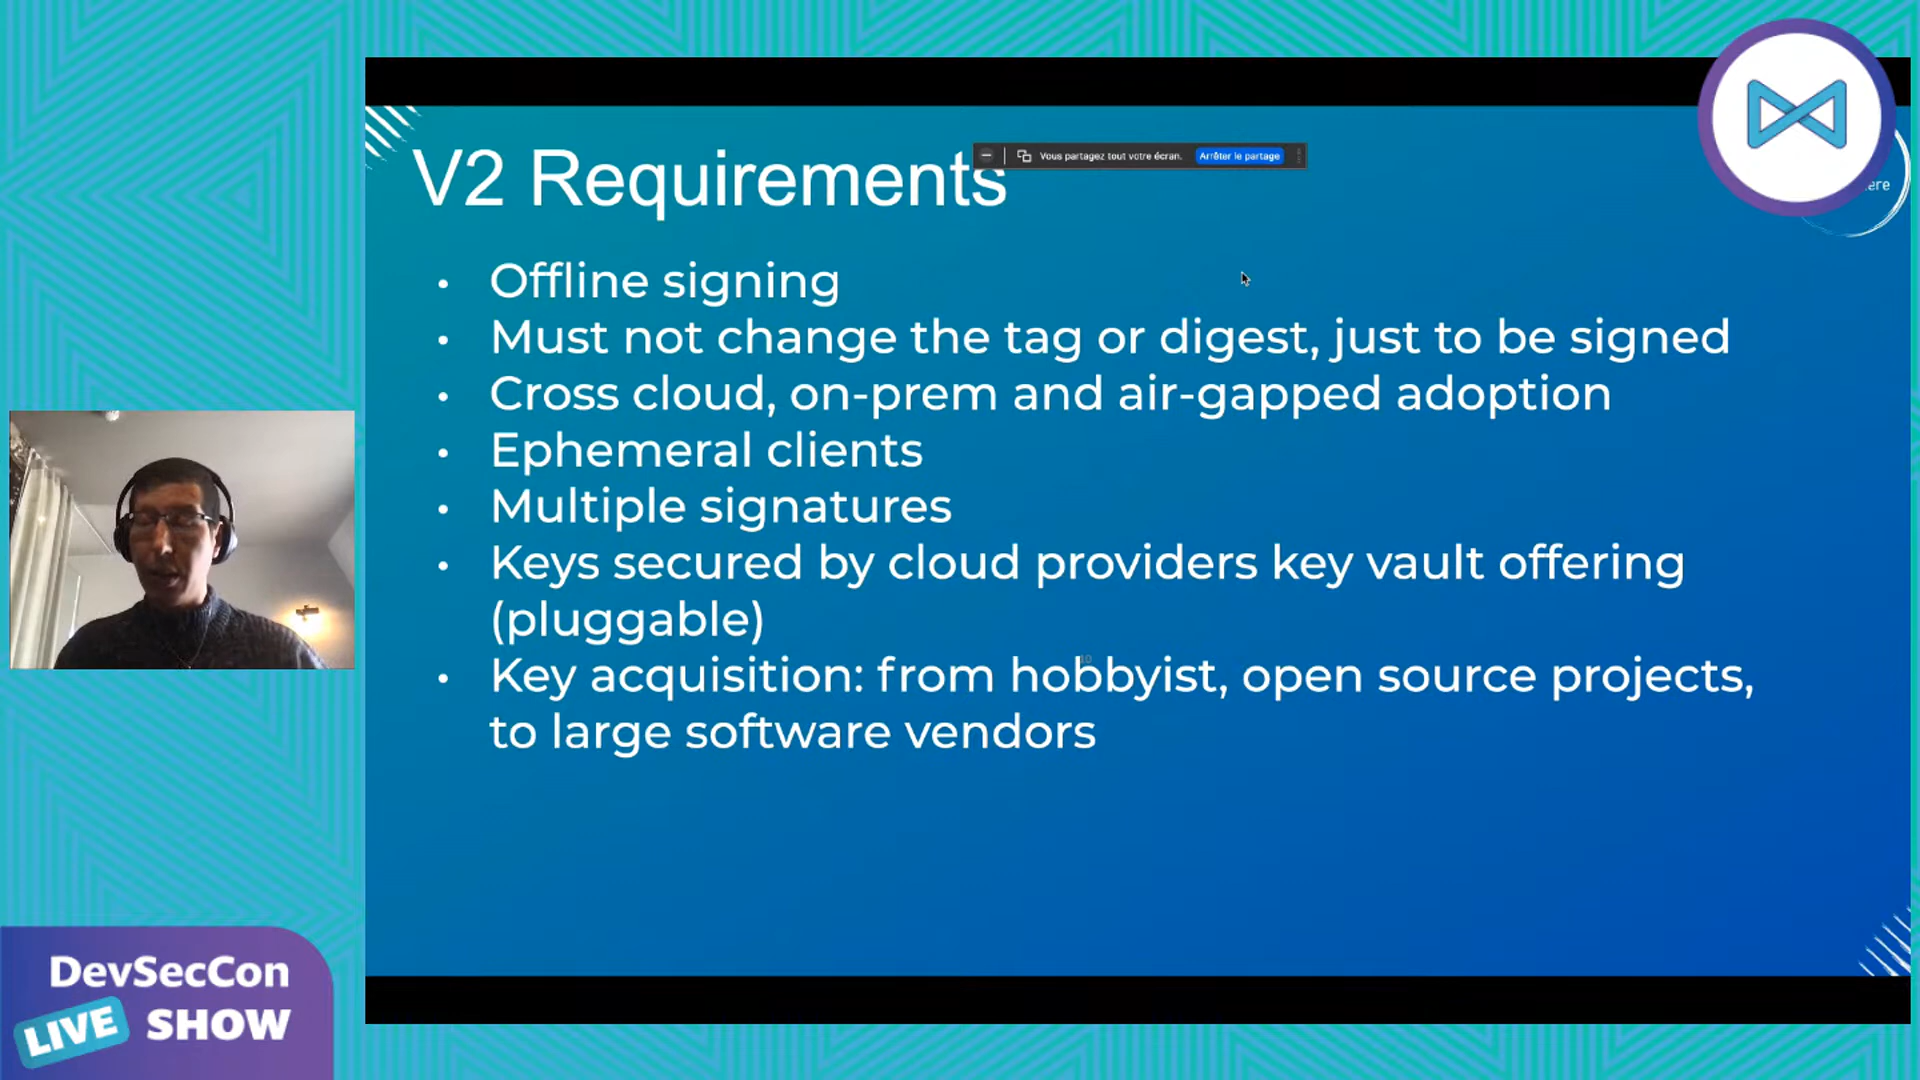 V2 Requirements
Vous partagez tout votre écran. Arrêter le partage
ere
• Offline signing
• Must not change the tag or digest, just to be signed
• Cross cloud, on-prem and air-gapped adoption
• Ephemeral clients
• Multiple signatures
• Keys secured by cloud providers key vault offering
(pluggable)
10
• Key acquisition: from hobbyist, open source projects,
to large software vendors
DevSecCon
LIVE SHOW